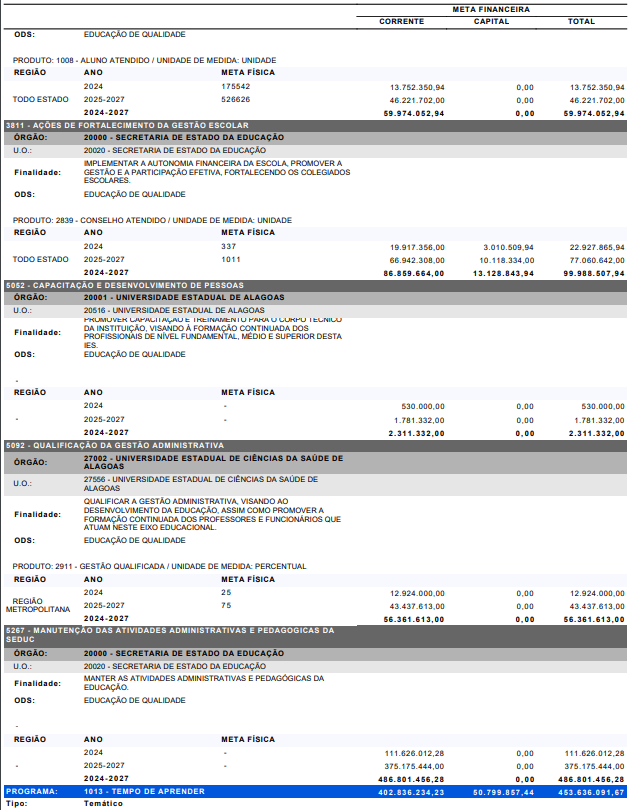 META FINANCEIRA
CORRENTE CAPITAL TOTAL
ODS: EDUCAÇÃO DE QUALIDADE
PRODUTO: 1008 - ALUNO ATENDIDO / UNIDADE DE MEDIDA: UNIDADE
REGIÃO ANO META FÍSICA
2024 175542 13.752.350,94 0,00 13.752.350,94
TODO ESTADO 2025-2027 526626 46.221.702,00 0,00 46.221.702,00
2024-2027 59.974.052,94 0,00 59.974.052,94
3811 - AÇÕES DE FORTALECIMENTO DA GESTÃO ESCOLAR
ÓRGÃO: 20000 - SECRETARIA DE ESTADO DA EDUCAÇÃO
U.O.: 20020 - SECRETARIA DE ESTADO DA EDUCAÇÃO
IMPLEMENTAR A AUTONOMIA FINANCEIRA DA ESCOLA, PROMOVER A
Finalidade: GESTÃO E A PARTICIPAÇÃO EFETIVA, FORTALECENDO OS COLEGIADOS
ESCOLARES.
ODS: EDUCAÇÃO DE QUALIDADE
PRODUTO: 2839 - CONSELHO ATENDIDO / UNIDADE DE MEDIDA: UNIDADE
REGIÃO ANO META FÍSICA
2024 337 19.917.356,00 3.010.509,94 22.927.865,94
TODO ESTADO 2025-2027 1011 66.942.308,00 10.118.334,00 77.060.642,00
2024-2027 86.859.664,00 13.128.843,94 99.988.507,94
5052 - CAPACITAÇÃO E DESENVOLVIMENTO DE PESSOAS
ÓRGÃO: 20001 - UNIVERSIDADE ESTADUAL DE ALAGOAS
U.O.: 20516 - UNIVERSIDADE ESTADUAL DE ALAGOAS
PROMOVER CAPACITAÇÃO E TREINAMENTO PARA O CORPO TÉCNICO
Finalidade: DA INSTITUIÇÃO, VISANDO À FORMAÇÃO CONTINUADA DOS
PROFISSIONAIS DE NÍVEL FUNDAMENTAL, MÉDIO E SUPERIOR DESTA
IES.
ODS: EDUCAÇÃO DE QUALIDADE
-
REGIÃO ANO META FÍSICA
2024 - 530.000,00 0,00 530.000,00
- 2025-2027 - 1.781.332,00 0,00 1.781.332,00
2024-2027 2.311.332,00 0,00 2.311.332,00
5092 - QUALIFICAÇÃO DA GESTÃO ADMINISTRATIVA
ÓRGÃO: 27002 - UNIVERSIDADE ESTADUAL DE CIÊNCIAS DA SAÚDE DE
ALAGOAS
U.O.: 27556 - UNIVERSIDADE ESTADUAL DE CIÊNCIAS DA SAÚDE DE
ALAGOAS
QUALIFICAR A GESTÃO ADMINISTRATIVA, VISANDO AO
Finalidade: DESENVOLVIMENTO DA EDUCAÇÃO, ASSIM COMO PROMOVER A
FORMAÇÃO CONTINUADA DOS PROFESSORES E FUNCIONÁRIOS QUE
ATUAM NESTE EIXO EDUCACIONAL.
ODS: EDUCAÇÃO DE QUALIDADE
PRODUTO: 2911 - GESTÃO QUALIFICADA / UNIDADE DE MEDIDA: PERCENTUAL
REGIÃO ANO META FÍSICA
2024 25 12.924.000,00 0,00 12.924.000,00
REGIÃO METROPOLITANA 2025-2027 75 43.437.613,00 0,00 43.437.613,00
2024-2027 56.361.613,00 0,00 56.361.613,00
5267 - MANUTENÇÃO DAS ATIVIDADES ADMINISTRATIVAS E PEDAGÓGICAS DA
SEDUC
ÓRGÃO: 20000 - SECRETARIA DE ESTADO DA EDUCAÇÃO
U.O.: 20020 - SECRETARIA DE ESTADO DA EDUCAÇÃO
Finalidade: MANTER AS ATIVIDADES ADMINISTRATIVAS E PEDAGÓGICAS DA
EDUCAÇÃO.
ODS: EDUCAÇÃO DE QUALIDADE
-
REGIÃO ANO META FÍSICA
2024 - 111.626.012,28 0,00 111.626.012,28
- 2025-2027 - 375.175.444,00 0,00 375.175.444,00
2024-2027 486.801.456,28 0,00 486.801.456,28
PROGRAMA: 1013 - TEMPO DE APRENDER 402.836.234,23 50.799.857,44 453.636.091,67
Tipo: Temático